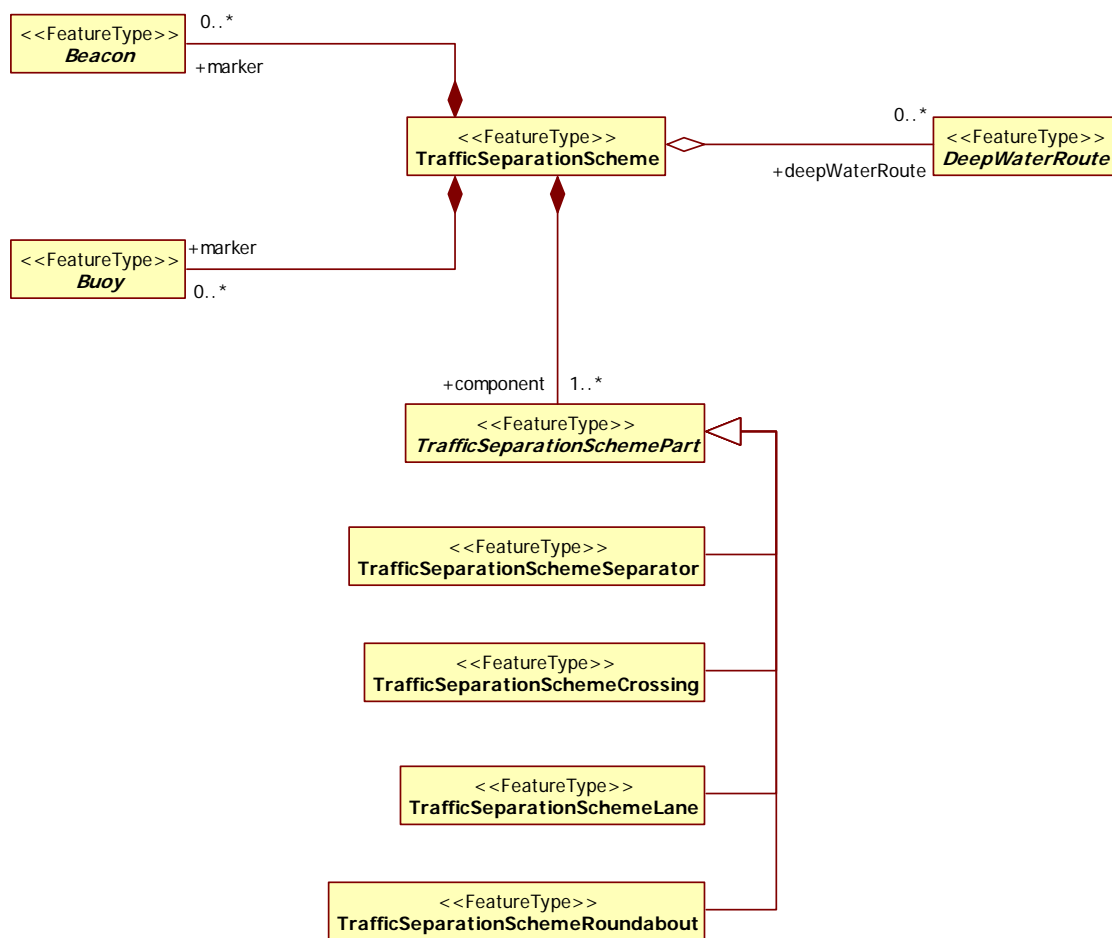 <<FeatureType>>
Beacon
0..*
+marker
<<FeatureType>>
TrafficSeparationScheme
0..*
+deepWaterRoute
<<FeatureType>>
DeepWaterRoute
<<FeatureType>>
Buoy
+marker
0..*
+component
1..*
<<FeatureType>>
TrafficSeparationSchemePart
<<FeatureType>>
TrafficSeparationSchemeSeparator
<<FeatureType>>
TrafficSeparationSchemeCrossing
<<FeatureType>>
TrafficSeparationSchemeLane
<<FeatureType>>
TrafficSeparationSchemeRoundabout